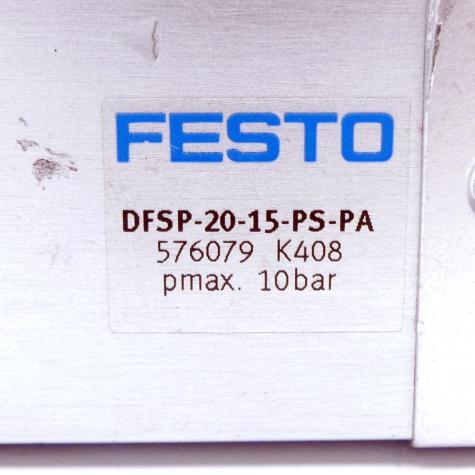 FESTO
DFSP-20-15-PS-PA
576079 K408
pmax. 10bar